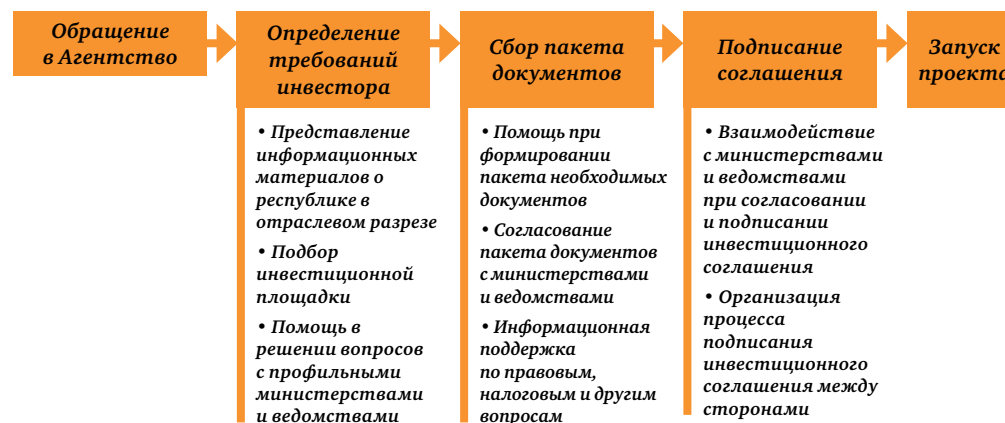 Обращение
в Агентство
Определение
требований
инвестора
Сбор пакета
документов
Подписание
соглашения
Запуск
проекта
• Представление
информационных
материалов о
республике в
отраслевом разрезе
• Подбор
инвестиционной
площадки
• Помощь в
решении вопросов
с профильными
министерствами
и ведомствами
• Помощь при
формировании
пакета необходимых
документов
• Согласование
пакета документов
с министерствами
и ведомствами
• Информационная
поддержка
по правовым,
налоговым и другим
вопросам
• Взаимодействие
с министерствами
и ведомствами
при согласовании
и подписании
инвестиционного
соглашения
• Организация
процесса
подписания
инвестиционного
соглашения между
сторонами